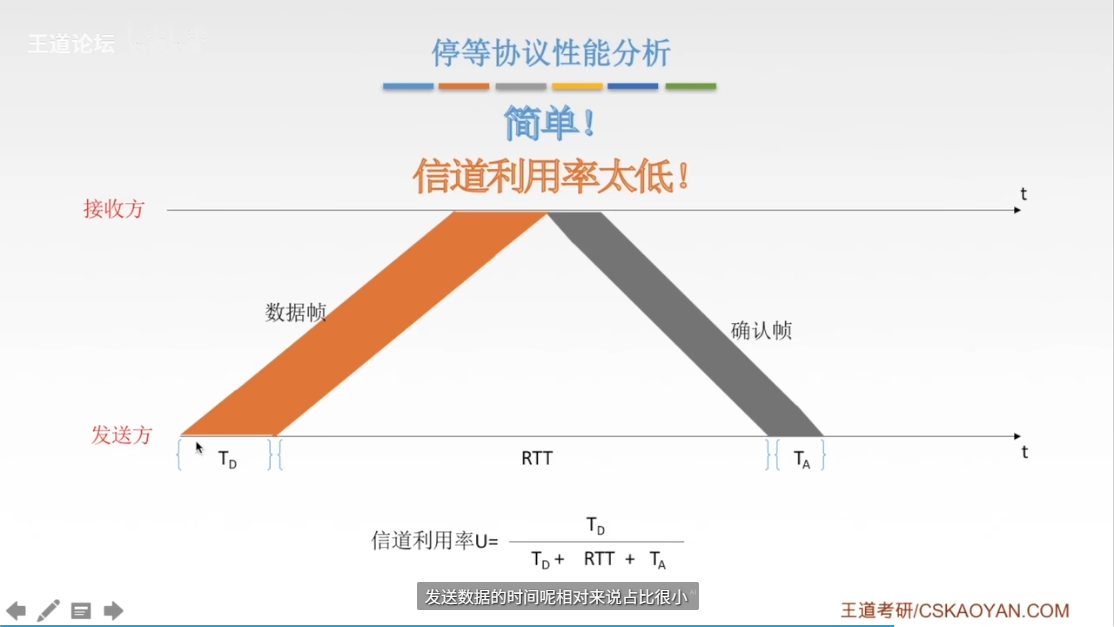 王道论坛
停等协议性能分析
简单！
信道利用率太低！
t
接收方
数据帧
确认帧
发送方
t
T_D
RTT
T_A
信道利用率U=
T_D
T_D + RTT + T_A
发送数据的时间呢相对来说占比很小
王道考研/CSKAOYAN.COM